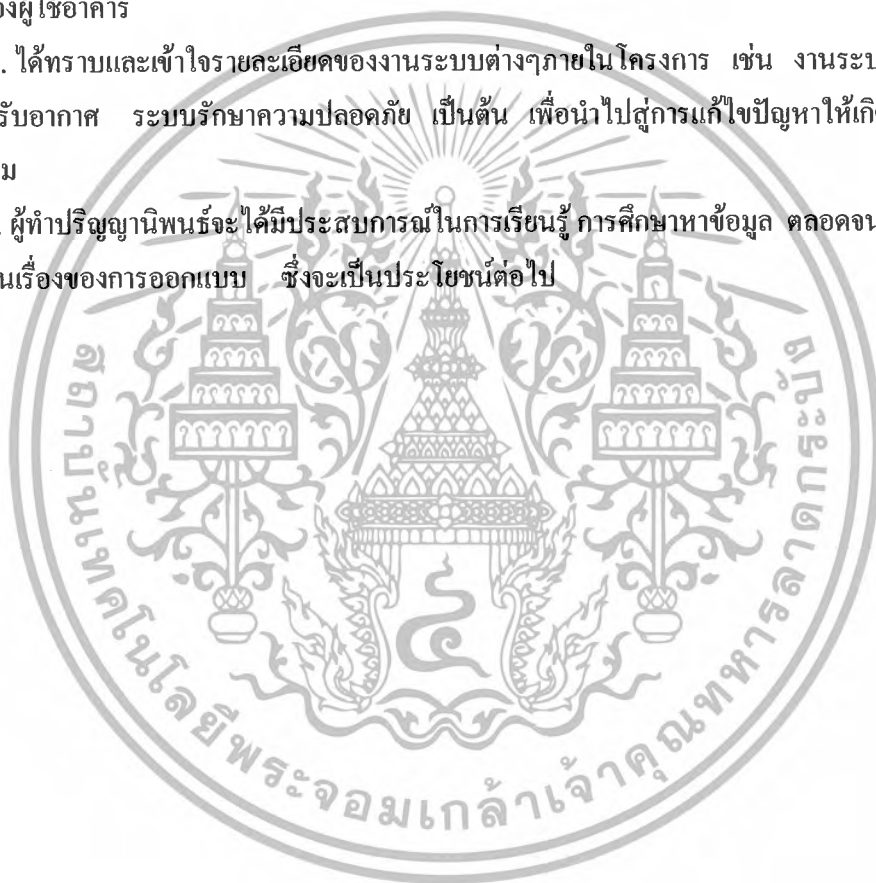 องผู้ใช้อาคาร
. ได้ทราบและเข้าใจรายละเอียดของงานระบบต่างๆภายในโครงการ เช่น งานระบ
รับอากาศ ระบบรักษาความปลอดภัย เป็นต้น เพื่อนำไปสู่การแก้ไขปัญหาให้เกิ
ม
. ผู้ทำปริญญานิพนธ์จะได้มีประสบการณ์ในการเรียนรู้ การศึกษาหาข้อมูล ตลอดจน
นเรื่องของการออกแบบ ซึ่งจะเป็นประโยชน์ต่อไป
สถาบันเทคโนโลยีพระจอมเกล้าเจ้าคุณทหารลาดกระบัง
๔